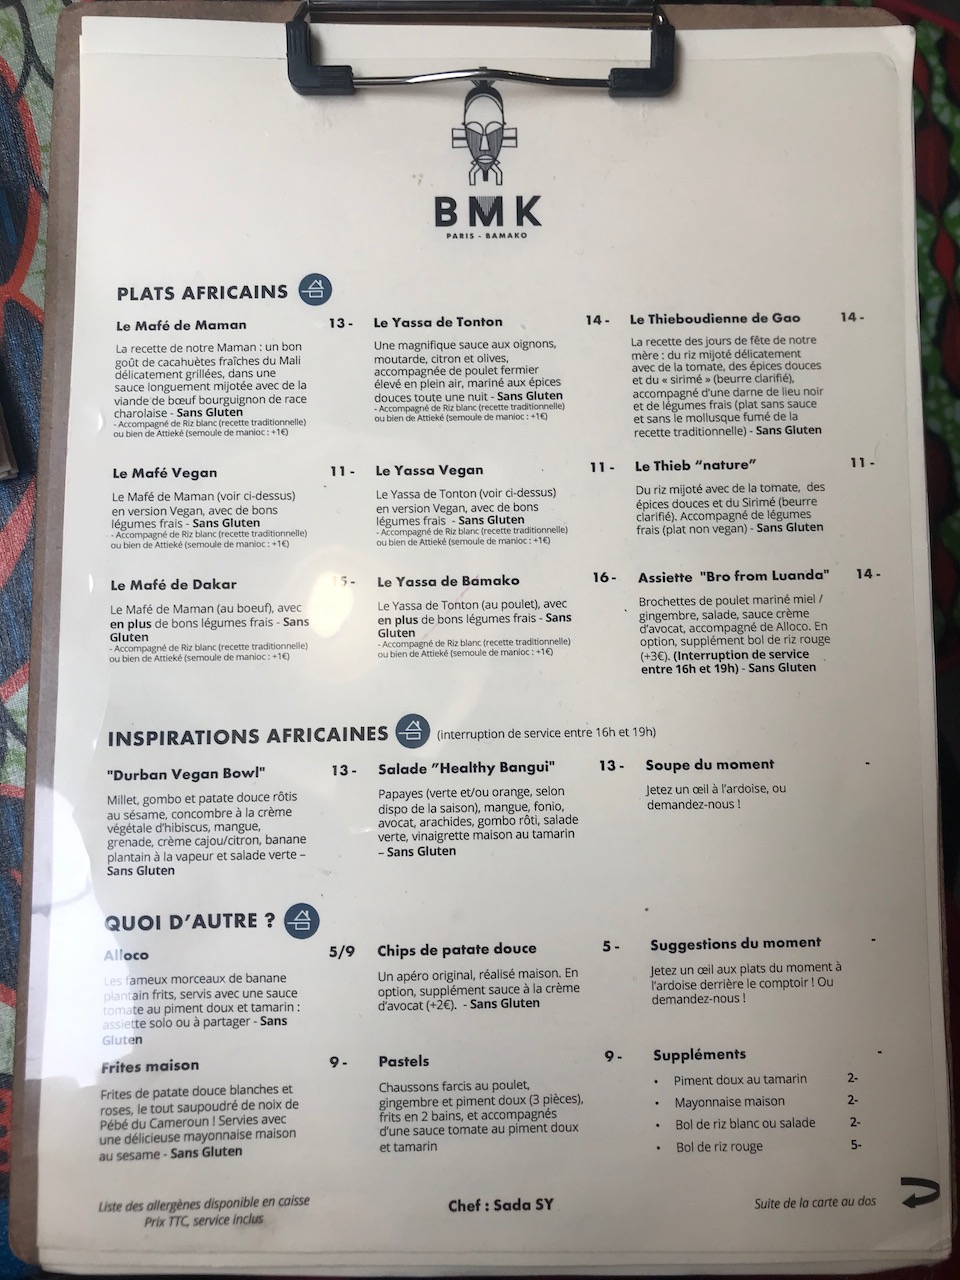 BMK
PARIS - BAMAKO
PLATS AFRICAINS
Le Mafé de Maman 13 -
La recette de notre Maman : un bon
goût de cacahuètes fraîches du Mali
délicatement grillées, dans une
sauce longuement mijotée avec de la
viande de bœuf bourguignon de race
charolaise - Sans Gluten
- Accompagné de Riz blanc (recette traditionnelle)
ou bien de Attieké (semoule de manioc : +1€)
Le Yassa de Tonton 14 -
Une magnifique sauce aux oignons,
moutarde, citron et olives,
accompagnée de poulet fermier
élevé en plein air, mariné aux épices
douces toute une nuit - Sans Gluten
- Accompagné de Riz blanc (recette traditionnelle)
ou bien de Attieké (semoule de manioc : +1€)
Le Thieboudienne de Gao 14 -
La recette des jours de fête de notre
mère : du riz mijoté délicatement
avec de la tomate, des épices douces
et du « sirimé » (beurre clarifié),
accompagné d'une darne de lieu noir
et de légumes frais (plat sans sauce
et sans le mollusque fumé de la
recette traditionnelle) - Sans Gluten
Le Mafé Vegan 11 -
Le Mafé de Maman (voir ci-dessus)
en version Vegan, avec de bons
légumes frais - Sans Gluten
- Accompagné de Riz blanc (recette traditionnelle)
ou bien de Attieké (semoule de manioc : +1€)
Le Yassa Vegan 11 -
Le Yassa de Tonton (voir ci-dessus)
en version Vegan, avec de bons
légumes frais - Sans Gluten
- Accompagné de Riz blanc (recette traditionnelle)
ou bien de Attieké (semoule de manioc : +1€)
Le Thieb "nature" 11 -
Du riz mijoté avec de la tomate, des
épices douces et du Sirimé (beurre
clarifié). Accompagné de légumes
frais (plat non vegan) - Sans Gluten
Le Mafé de Dakar 15 -
Le Mafé de Maman (au boeuf), avec
en plus de bons légumes frais - Sans
Gluten
- Accompagné de Riz blanc (recette traditionnelle)
ou bien de Attieké (semoule de manioc : +1€)
Le Yassa de Bamako 16 -
Le Yassa de Tonton (au poulet), avec
en plus de bons légumes frais - Sans
Gluten
- Accompagné de Riz blanc (recette traditionnelle)
ou bien de Attieké (semoule de manioc : +1€)
Assiette "Bro from Luanda" 14 -
Brochettes de poulet mariné miel /
gingembre, salade, sauce crème
d'avocat, accompagné de Alloco. En
option, supplément bol de riz rouge
(+3€). (Interruption de service
entre 16h et 19h) - Sans Gluten
INSPIRATIONS AFRICAINES (interruption de service entre 16h et 19h)
"Durban Vegan Bowl" 13 -
Millet, gombo et patate douce rôtis
au sésame, concombre à la crème
végétale d'hibiscus, mangue,
grenade, crème cajou/citron, banane
plantain à la vapeur et salade verte –
Sans Gluten
Salade "Healthy Bangui" 13 -
Papayes (verte et/ou orange, selon
dispo de la saison), mangue, fonio,
avocat, arachides, gombo rôti, salade
verte, vinaigrette maison au tamarin
– Sans Gluten
Soupe du moment -
Jetez un œil à l'ardoise, ou
demandez-nous !
QUOI D'AUTRE ?
Alloco 5/9
Les fameux morceaux de banane
plantain frits, servis avec une sauce
tomate au piment doux et tamarin :
assiette solo ou à partager - Sans
Gluten
Chips de patate douce 5 -
Un apéro original, réalisé maison. En
option, supplément sauce à la crème
d'avocat (+2€). - Sans Gluten
Suggestions du moment -
Jetez un œil aux plats du moment à
l'ardoise derrière le comptoir ! Ou
demandez-nous !
Frites maison 9 -
Frites de patate douce blanches et
roses, le tout saupoudré de noix de
Pébé du Cameroun ! Servies avec
une délicieuse mayonnaise maison
au sesame - Sans Gluten
Pastels 9 -
Chaussons farcis au poulet,
gingembre et piment doux (3 pièces),
frits en 2 bains, et accompagnés
d'une sauce tomate au piment doux
et tamarin
Suppléments -
• Piment doux au tamarin 2-
• Mayonnaise maison 2-
• Bol de riz blanc ou salade 2-
• Bol de riz rouge 5-
Liste des allergènes disponible en caisse
Prix TTC, service inclus
Chef : Sada SY
Suite de la carte au dos